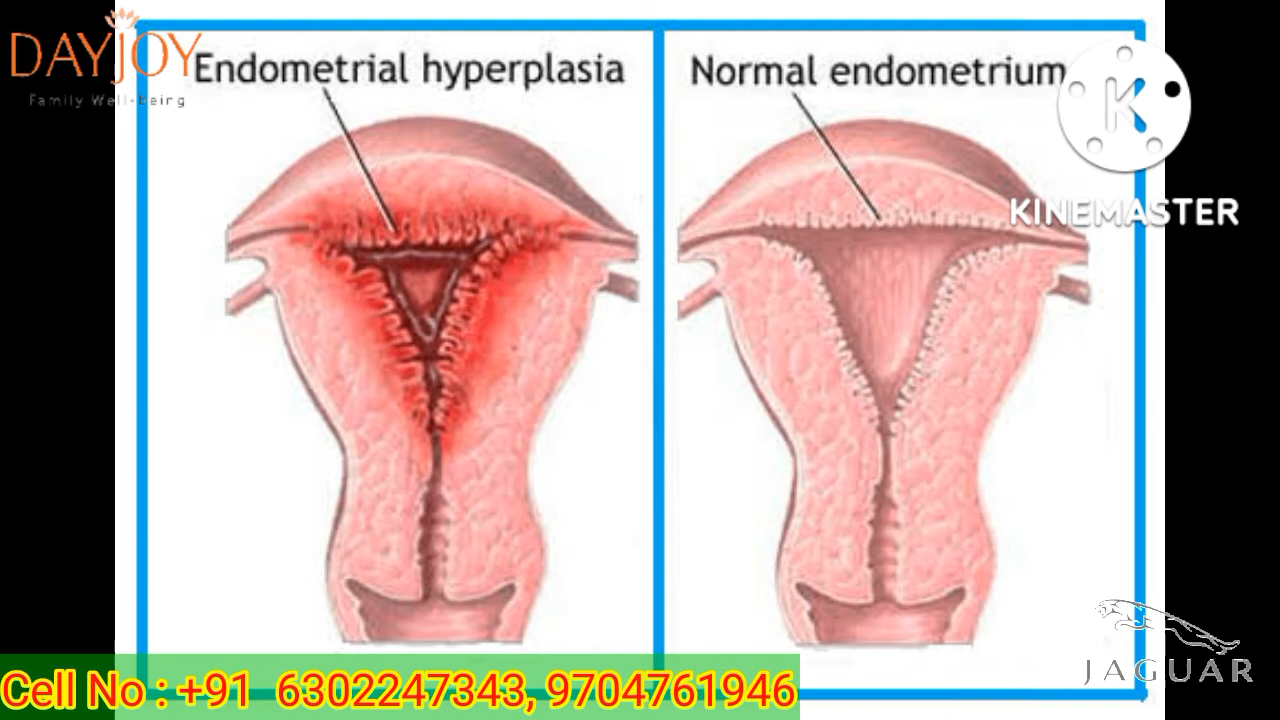 DAYJOY
Family Well-being
Endometrial hyperplasia
Normal endometrium
K
KINEMASTER
JAGUAR
Cell No : +91 6302247343, 9704761946